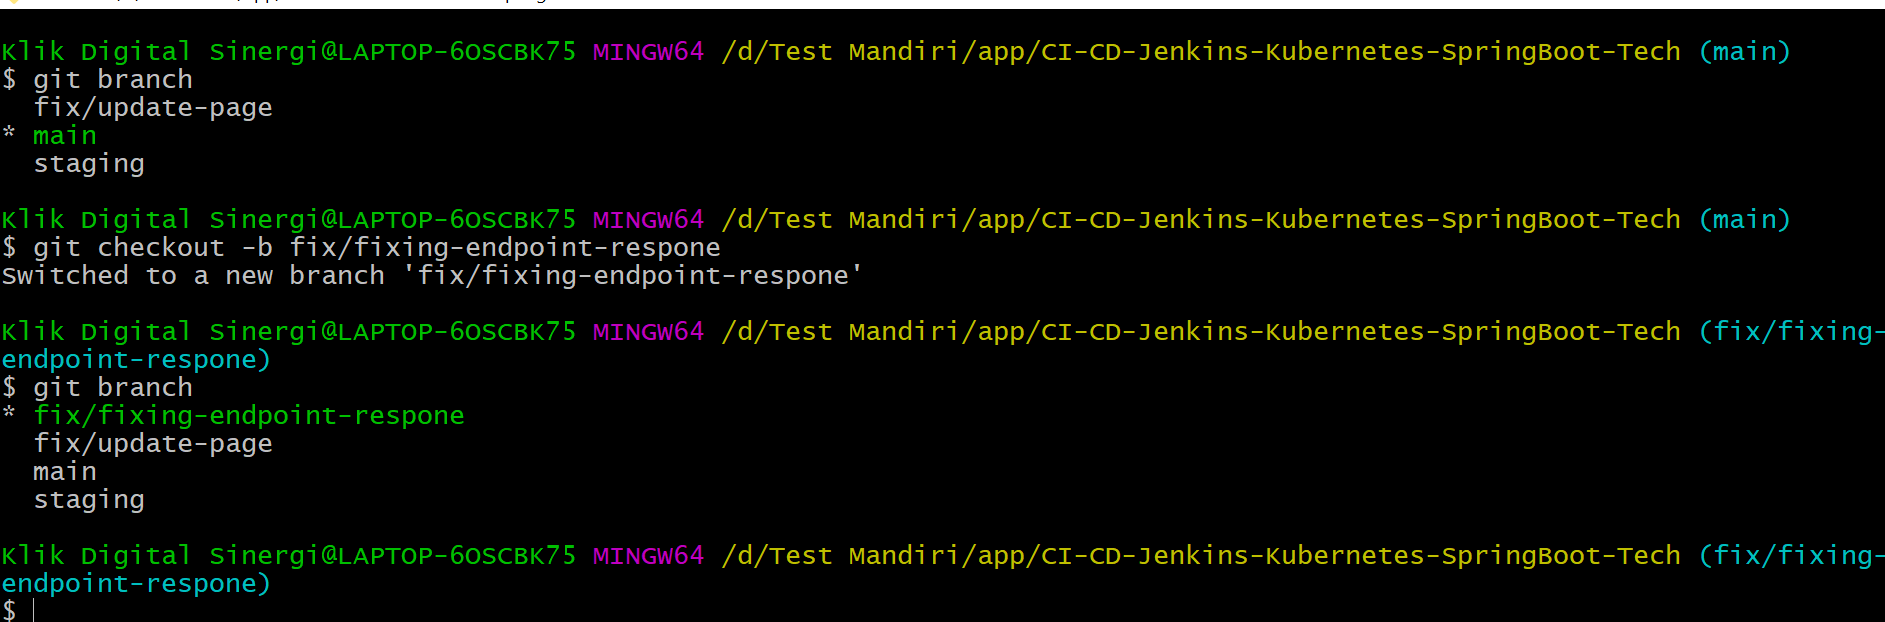 Klik Digital Sinergi@LAPTOP-6OSCBK75 MINGW64 /d/Test Mandiri/app/CI-CD-Jenkins-Kubernetes-SpringBoot-Tech (main)
$ git branch
  fix/update-page
* main
  staging
Klik Digital Sinergi@LAPTOP-6OSCBK75 MINGW64 /d/Test Mandiri/app/CI-CD-Jenkins-Kubernetes-SpringBoot-Tech (main)
$ git checkout -b fix/fixing-endpoint-respone
Switched to a new branch 'fix/fixing-endpoint-respone'
Klik Digital Sinergi@LAPTOP-6OSCBK75 MINGW64 /d/Test Mandiri/app/CI-CD-Jenkins-Kubernetes-SpringBoot-Tech (fix/fixing-
endpoint-respone)
$ git branch
* fix/fixing-endpoint-respone
  fix/update-page
  main
  staging
Klik Digital Sinergi@LAPTOP-6OSCBK75 MINGW64 /d/Test Mandiri/app/CI-CD-Jenkins-Kubernetes-SpringBoot-Tech (fix/fixing-
endpoint-respone)
$